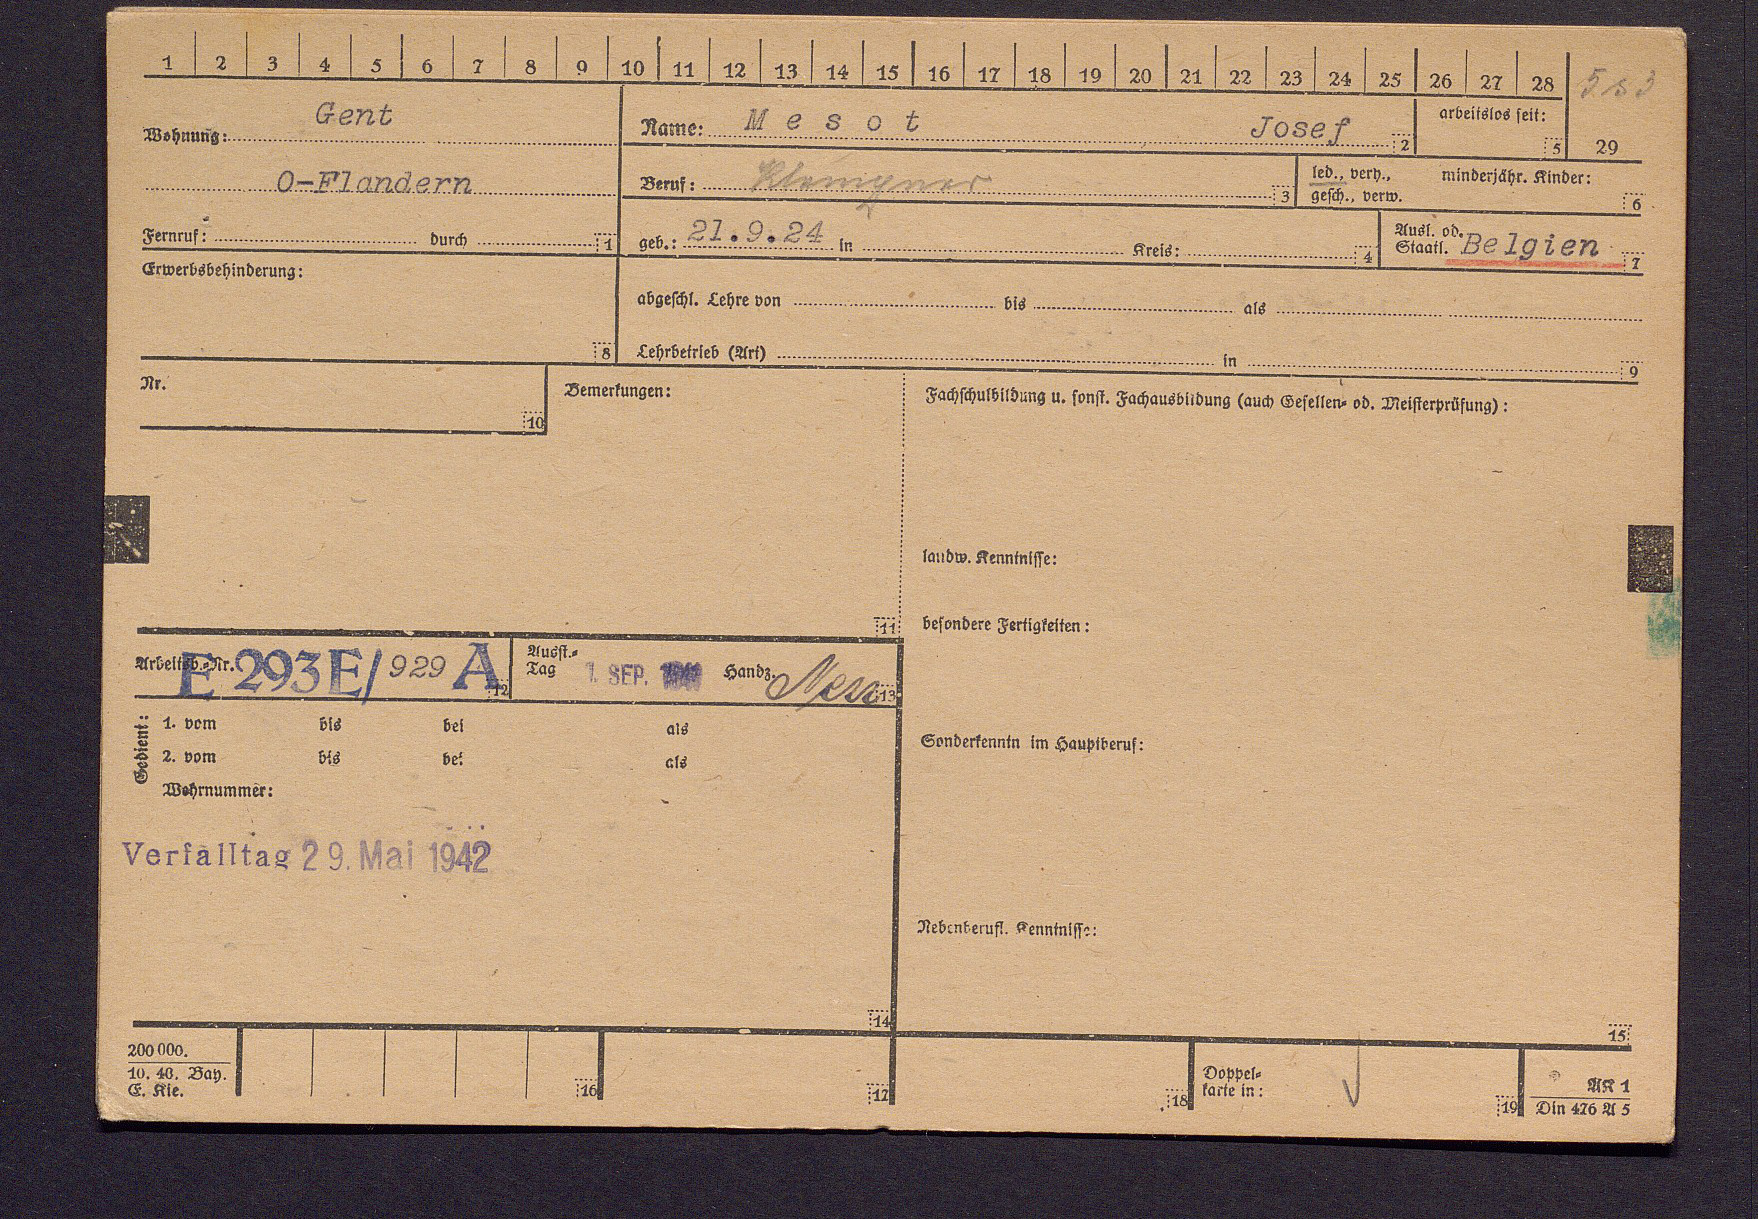 1 2 3 4 5 6 7 8 9 10 11 12 13 14 15 16 17 18 19 20 21 22 23 24 25 26 27 28
Wohnung: Gent
O-Flandern
Fernruf: durch 1
Name: Mesot Josef 2
arbeitslos seit: 5
29
Beruf: 3
led., verh., gesch., verw.
minderjähr. Kinder: 6
geb.: 21.9.24 in Kreis: 4
Ausl. od. Staatl. Belgien 7
Erwerbsbehinderung: 8
abgeschl. Lehre von bis als
Lehrbetrieb (Art) in 9
Nr. 10
Bemerkungen: 11
Fachschulbildung u. sonst. Fachausbildung (auch Gesellen- od. Meisterprüfung):
landw. Kenntnisse:
besondere Fertigkeiten:
Sonderkenntn im Hauptberuf:
Nebenberufl. Kenntnisse:
15
Arbeitsb.-Nr. E 293E/929 A 12
Ausst.-Tag 1. SEP. 1941 Handz. 13
Gedient:
1. vom bis bei als
2. vom bis bei als
Wehrnummer:
Verfalltag 29. Mai 1942
14
200 000.
10. 40. Bay.
E. Kie.
16 17 18
Doppel-
karte in: 19
AK 1
Din 476 A 5